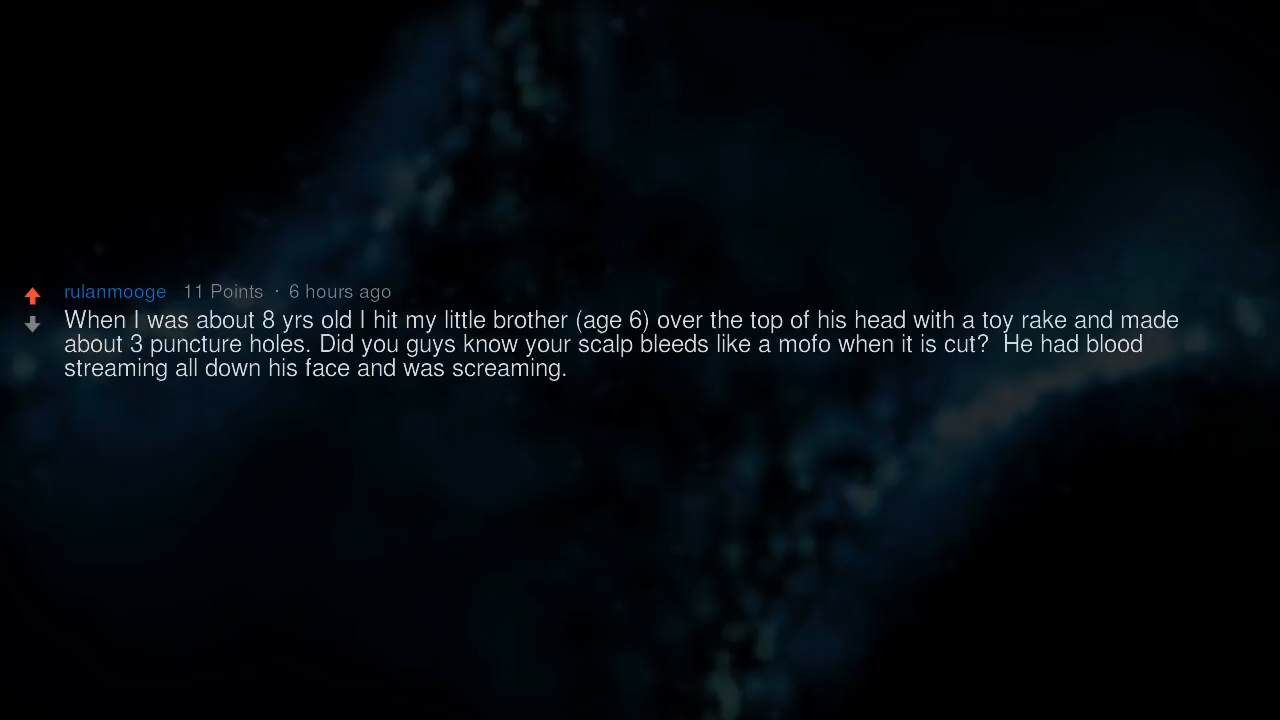 rulanmooge 11 Points · 6 hours ago
When I was about 8 yrs old I hit my little brother (age 6) over the top of his head with a toy rake and made
about 3 puncture holes. Did you guys know your scalp bleeds like a mofo when it is cut?  He had blood
streaming all down his face and was screaming.